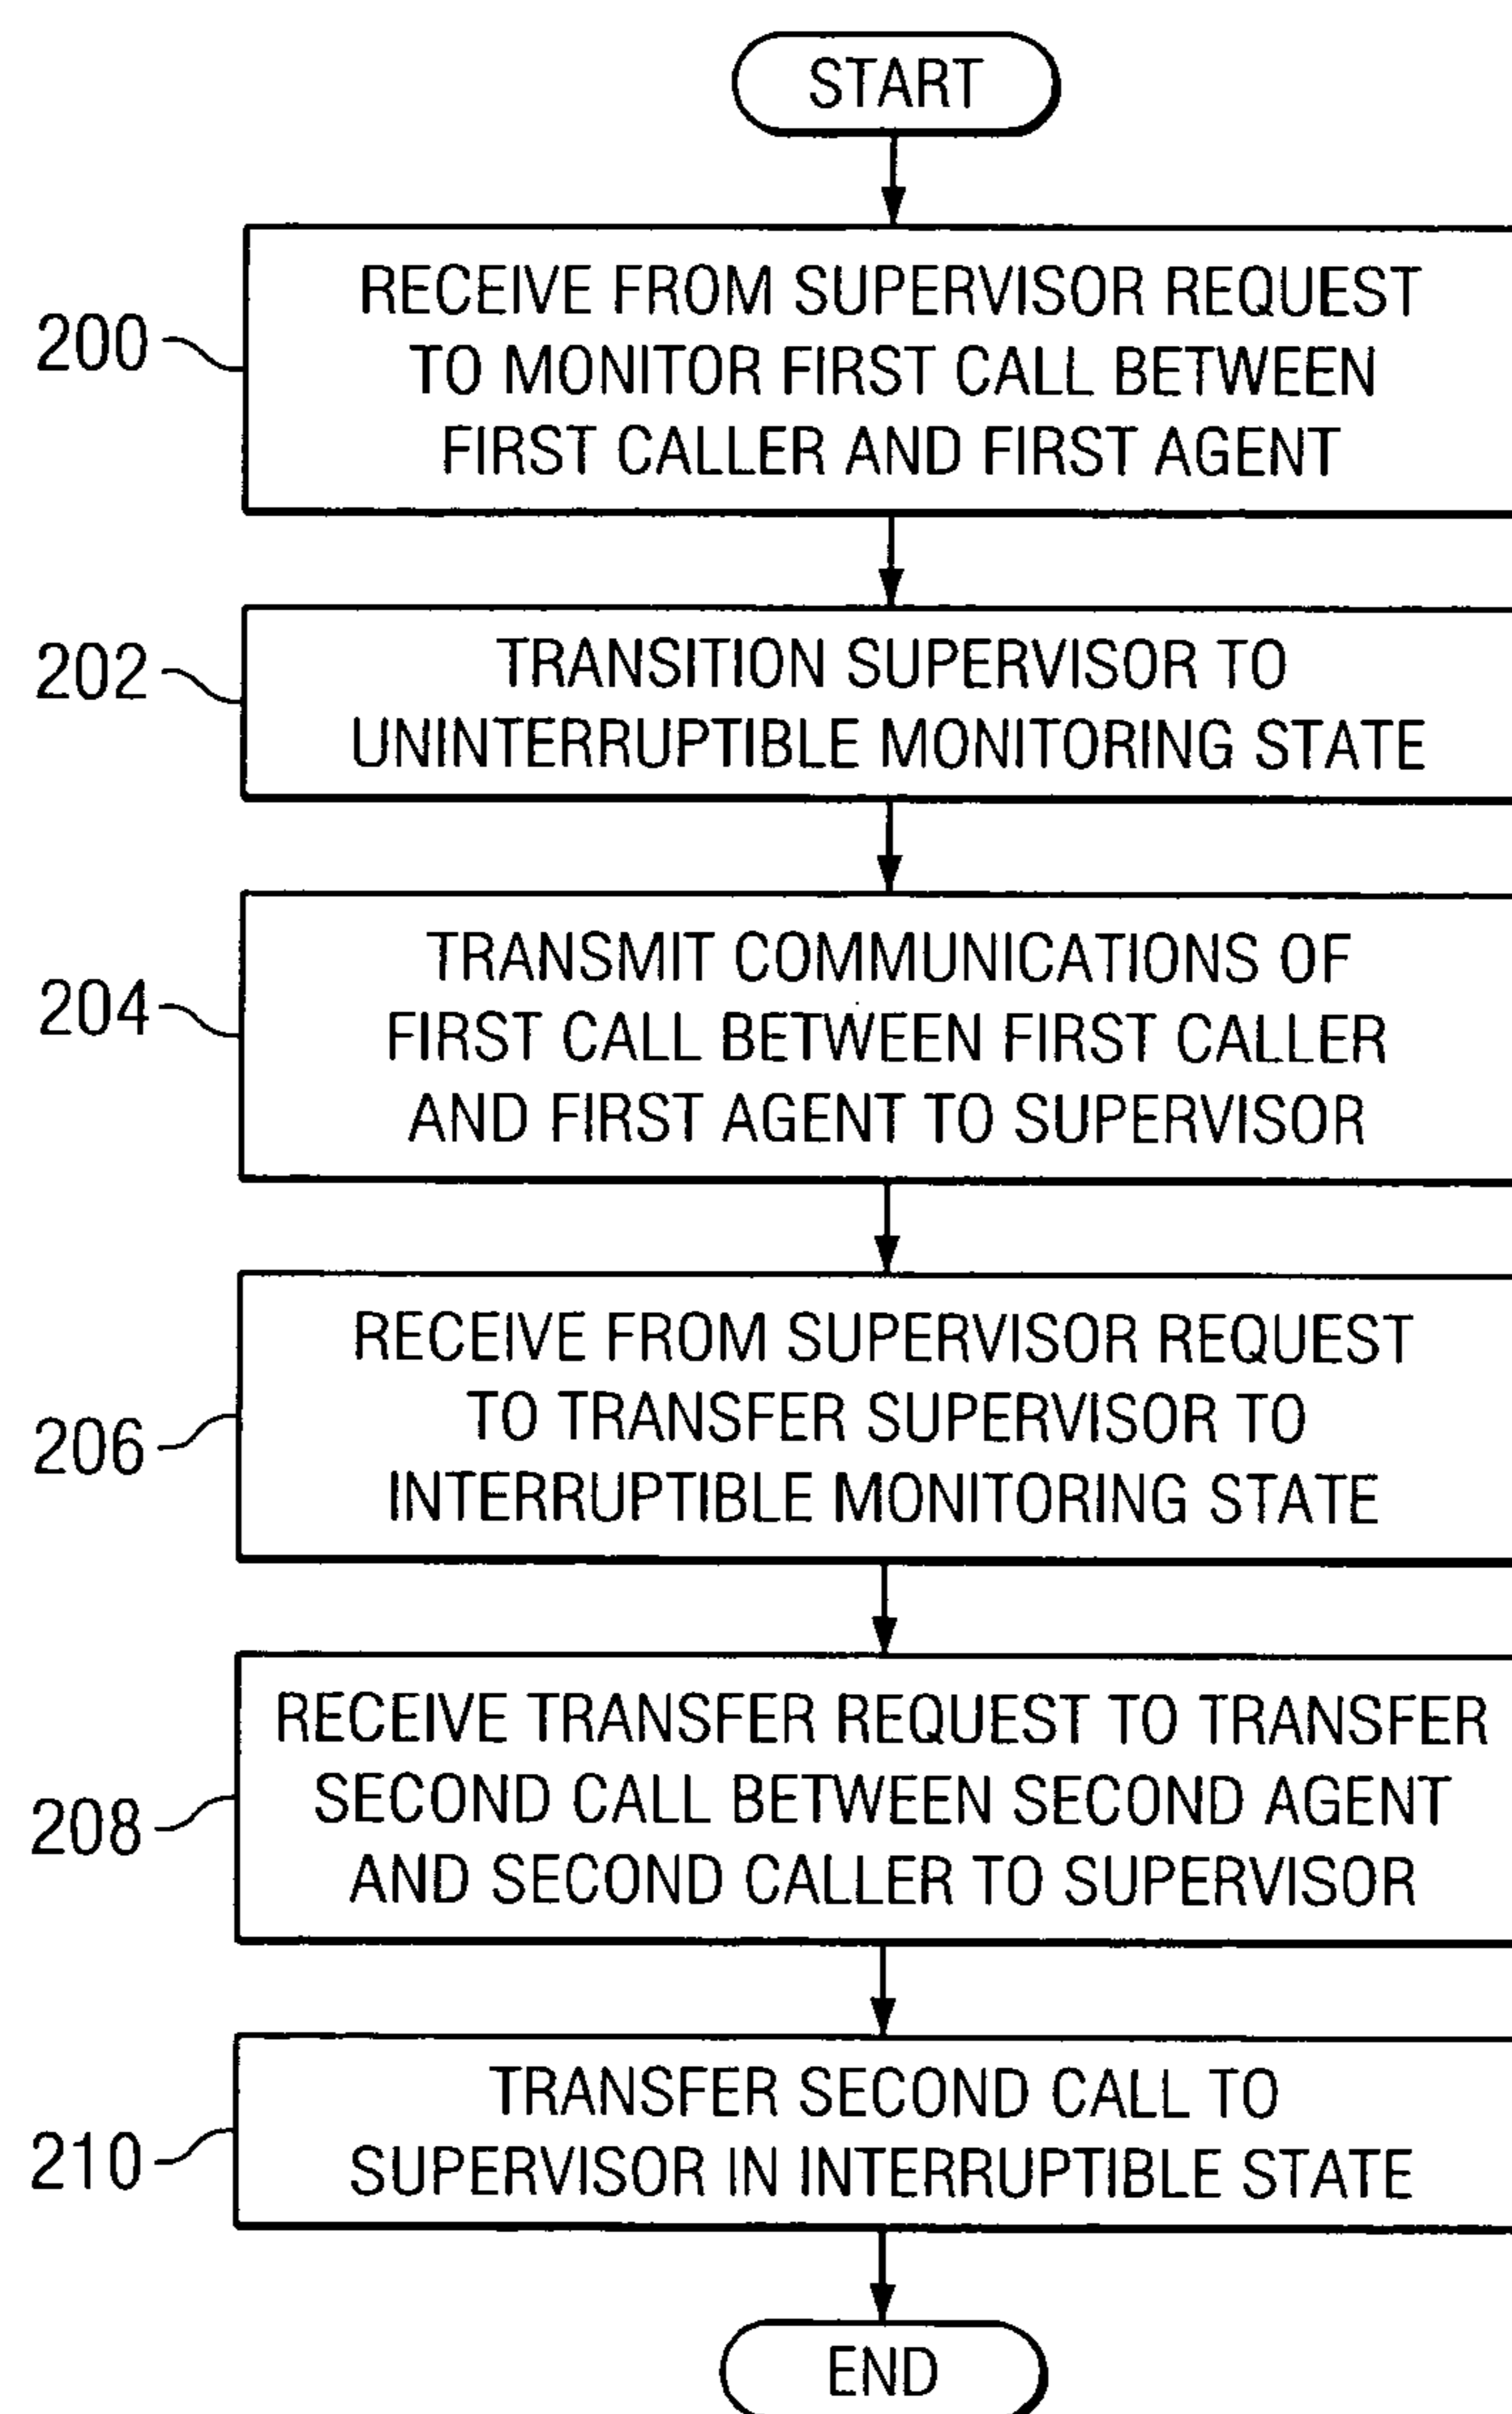 START
200
RECEIVE FROM SUPERVISOR REQUEST
TO MONITOR FIRST CALL BETWEEN
FIRST CALLER AND FIRST AGENT
202
TRANSITION SUPERVISOR TO
UNINTERRUPTIBLE MONITORING STATE
204
TRANSMIT COMMUNICATIONS OF
FIRST CALL BETWEEN FIRST CALLER
AND FIRST AGENT TO SUPERVISOR
206
RECEIVE FROM SUPERVISOR REQUEST
TO TRANSFER SUPERVISOR TO
INTERRUPTIBLE MONITORING STATE
208
RECEIVE TRANSFER REQUEST TO TRANSFER
SECOND CALL BETWEEN SECOND AGENT
AND SECOND CALLER TO SUPERVISOR
210
TRANSFER SECOND CALL TO
SUPERVISOR IN INTERRUPTIBLE STATE
END